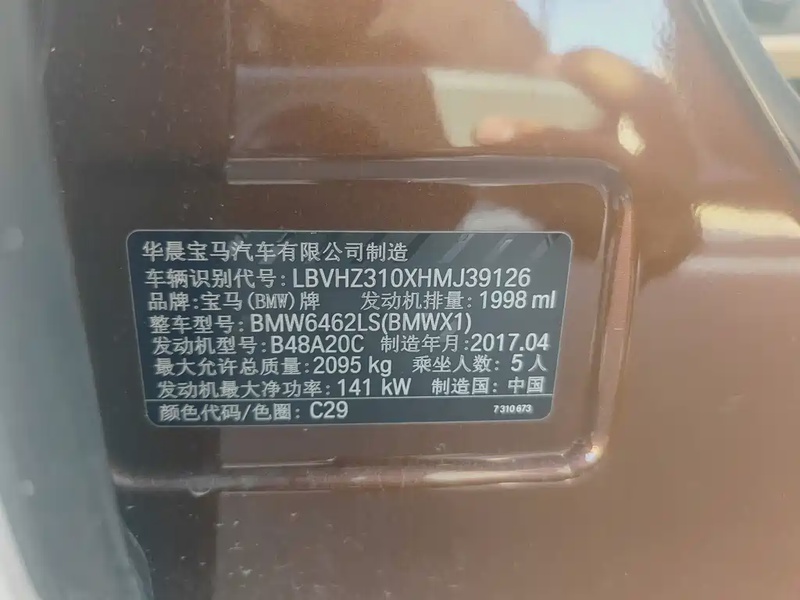 华晨宝马汽车有限公司制造
车辆识别代号: LBVHZ310XHMJ39126
品牌: 宝马(BMW)牌 发动机排量: 1998 ml
整车型号: BMW6462LS(BMWX1)
发动机型号: B48A20C 制造年月: 2017.04
最大允许总质量: 2095 kg 乘坐人数: 5人
发动机最大净功率: 141 kW 制造国: 中国
颜色代码/色圈: C29 7 310 673